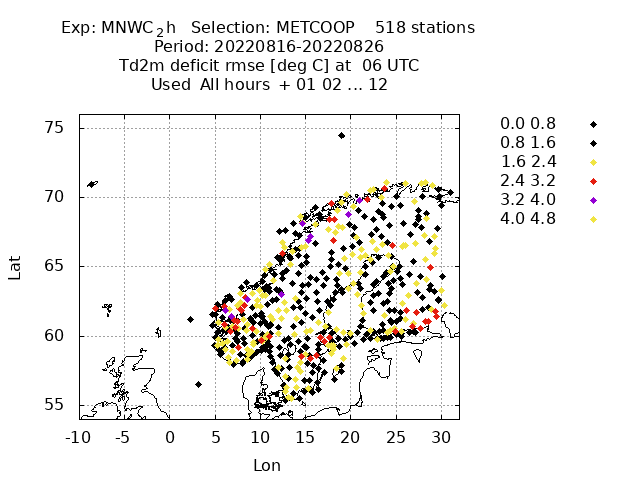 Exp: MNWC2h Selection: METCOOP 518 stations
Period: 20220816-20220826
Td2m deficit rmse [deg C] at 06 UTC
Used All hours + 01 02 ... 12
75
70
65
60
55
-10 -5 0 5 10 15 20 25 30
Lat
Lon
0.0 0.8
0.8 1.6
1.6 2.4
2.4 3.2
3.2 4.0
4.0 4.8